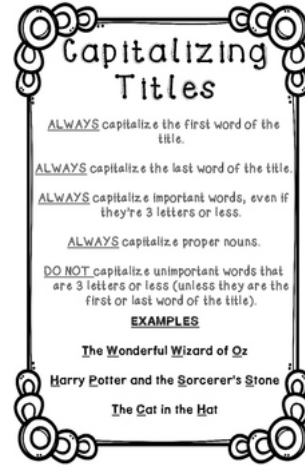 Capitalizing
Titles
ALWAYS capitalize the first word of the
title.
ALWAYS capitalize the last word of the title.
ALWAYS capitalize important words, even if
they're 3 letters or less.
ALWAYS capitalize proper nouns.
DO NOT capitalize unimportant words that
are 3 letters or less (unless they are the
first or last word of the title).
EXAMPLES
The Wonderful Wizard of Oz
Harry Potter and the Sorcerer's Stone
The Cat in the Hat